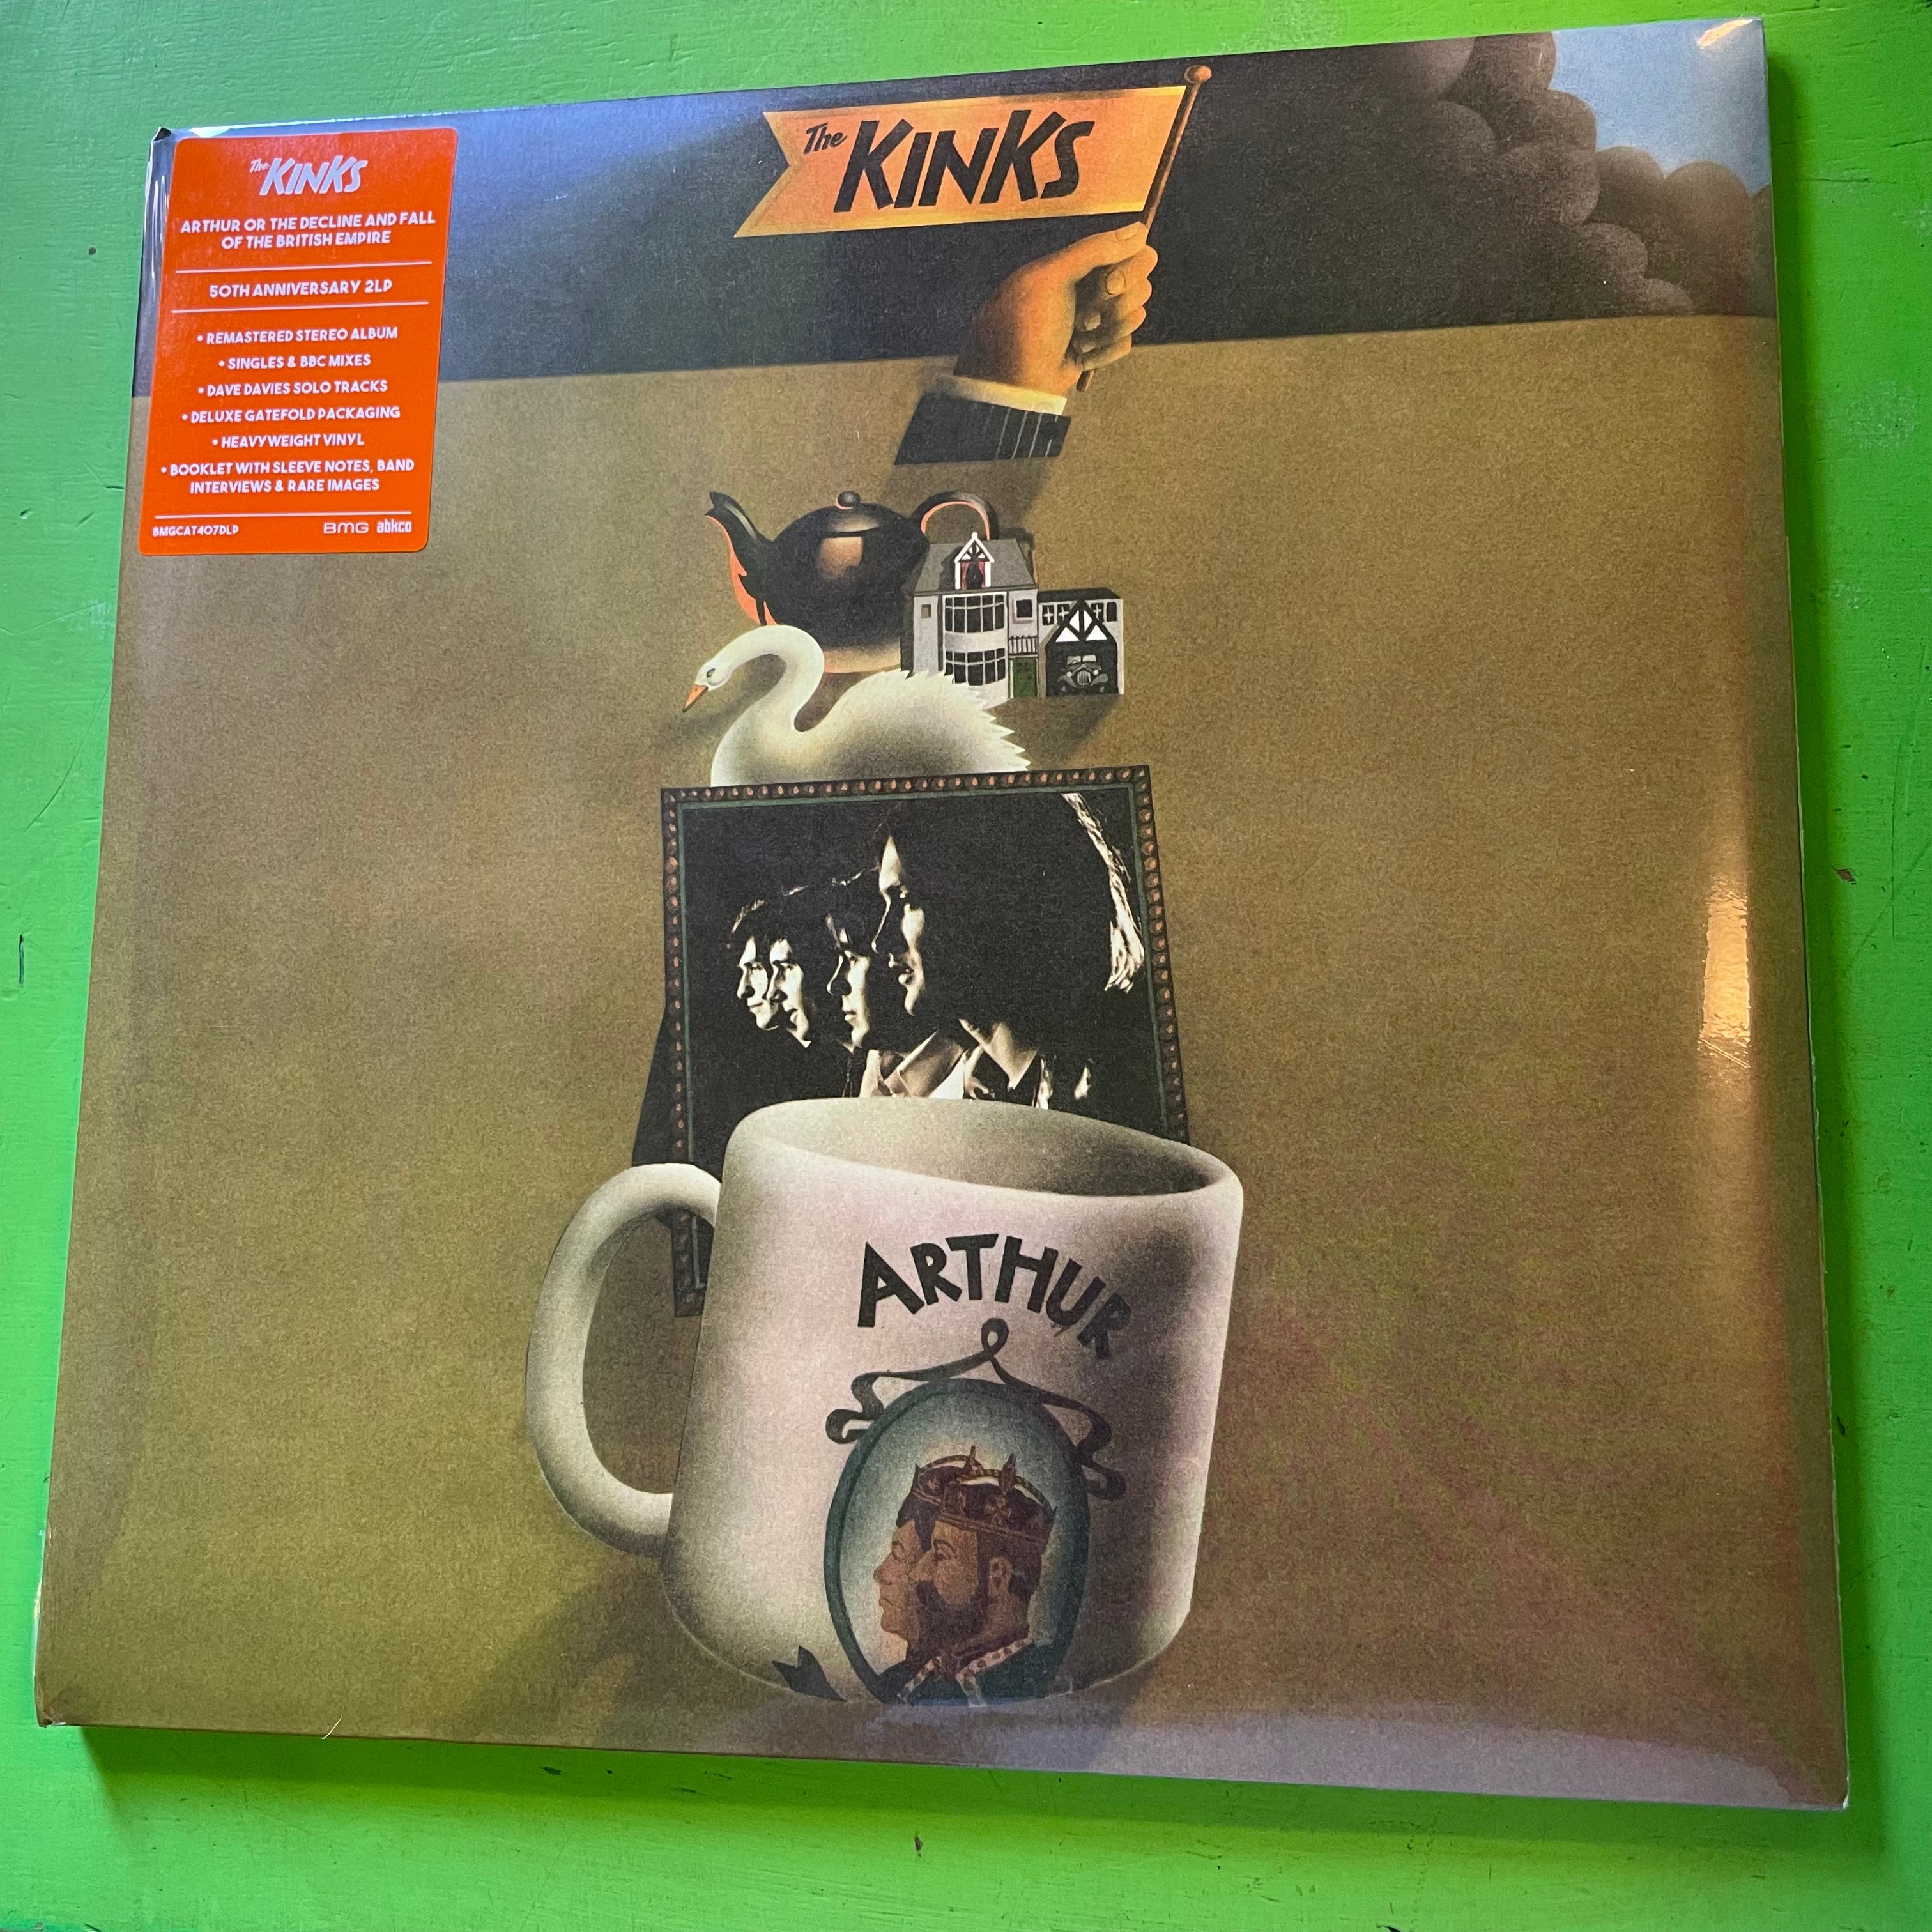 The KINKS
The KINKS
ARTHUR OR THE DECLINE AND FALL
OF THE BRITISH EMPIRE
50TH ANNIVERSARY 2LP
• REMASTERED STEREO ALBUM
• SINGLES & BBC MIXES
• DAVE DAVIES SOLO TRACKS
• DELUXE GATEFOLD PACKAGING
• HEAVYWEIGHT VINYL
• BOOKLET WITH SLEEVE NOTES, BAND
INTERVIEWS & RARE IMAGES
BMGCAT407DLP BMG abkco
ARTHUR